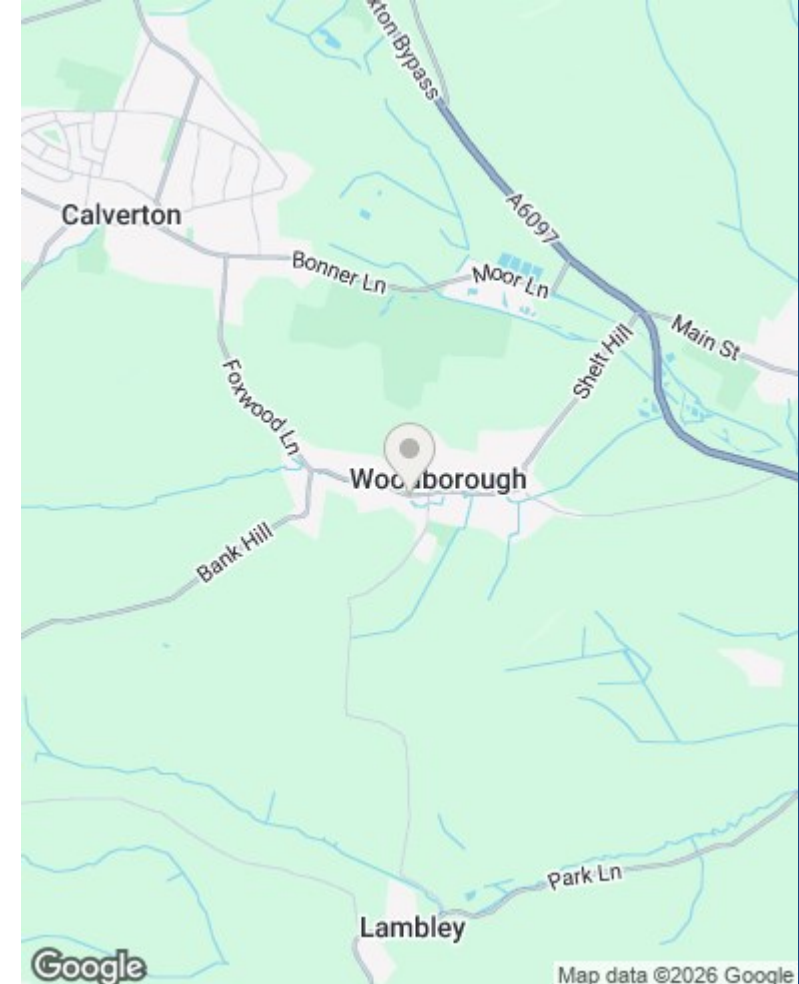 xton Bypass
A6097
Calverton
Bonner Ln
Moor Ln
Main St
Shelt Hill
Foxwood Ln
Woodborough
Bank Hill
Park Ln
Lambley
Google
Map data ©2026 Google